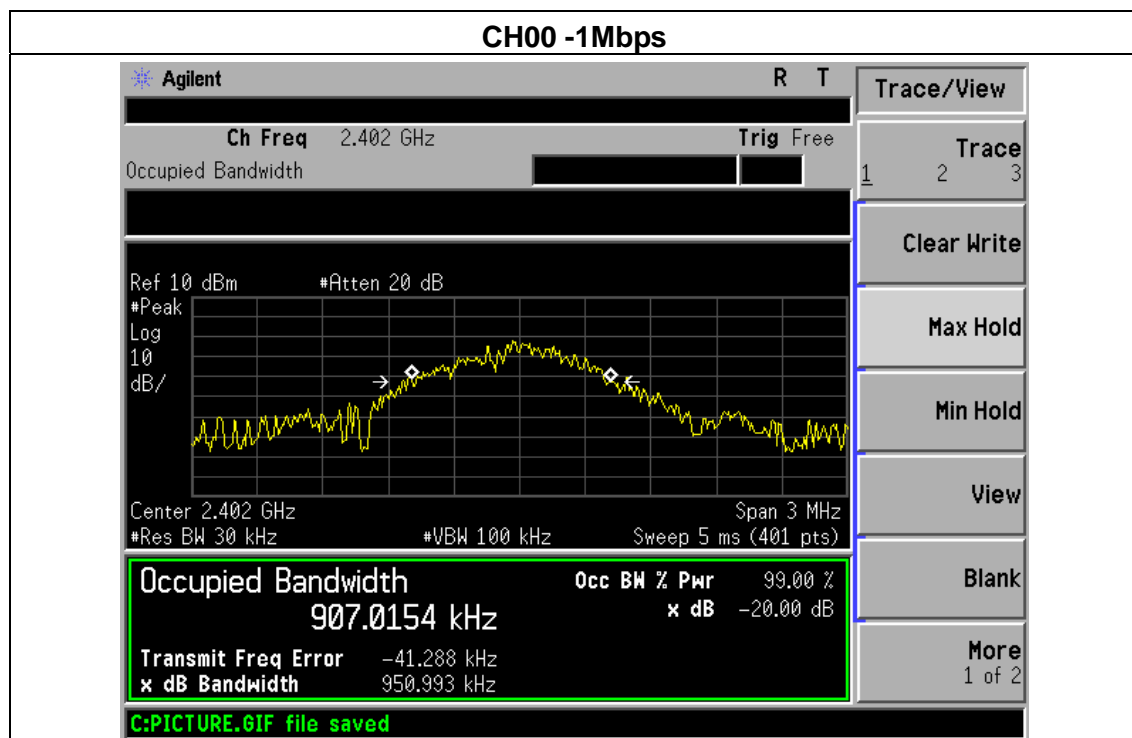 CH00 -1Mbps
Agilent R T
Trace/View
Ch Freq 2.402 GHz Trig Free
Occupied Bandwidth
Trace
1 2 3
Clear Write
Ref 10 dBm #Atten 20 dB
#Peak
Log
10
dB/
Max Hold
Min Hold
View
Center 2.402 GHz Span 3 MHz
#Res BW 30 kHz #VBW 100 kHz Sweep 5 ms (401 pts)
Occupied Bandwidth Occ BW % Pwr 99.00 %
907.0154 kHz x dB -20.00 dB
Blank
Transmit Freq Error -41.288 kHz
x dB Bandwidth 950.993 kHz
More
1 of 2
C:PICTURE.GIF file saved